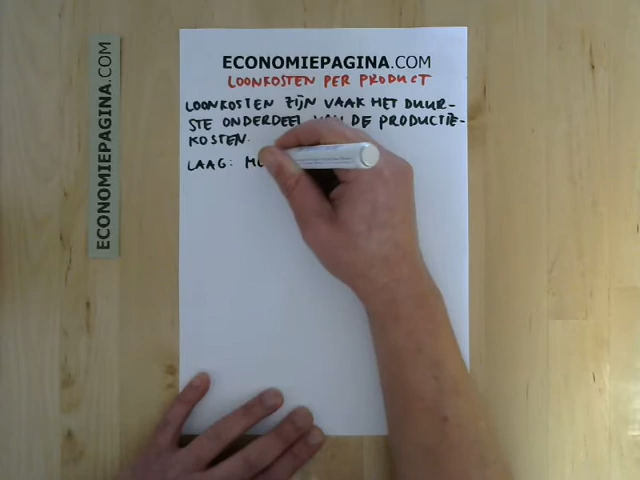 ECONOMIEPAGINA.COM
ECONOMIEPAGINA.COM
LOONKOSTEN PER PRODUCT
LOONKOSTEN ZIJN VAAK HET DUUR-
STE ONDERDEEL VAN DE PRODUCTIE-
KOSTEN.
LAAG: